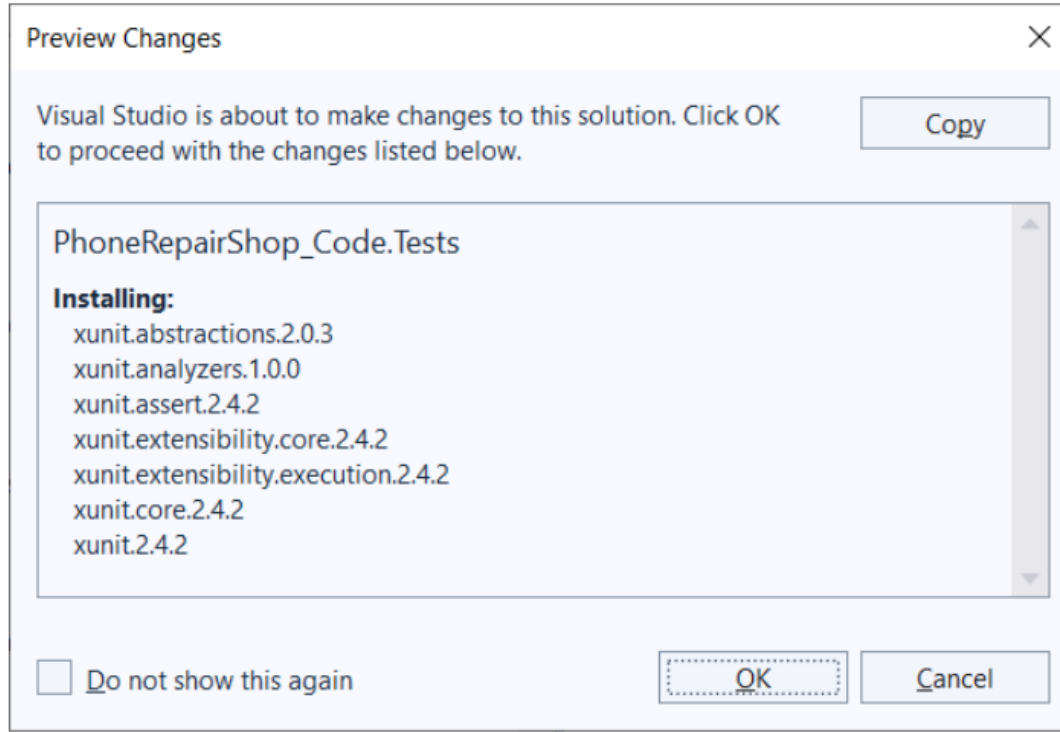 Preview Changes
Visual Studio is about to make changes to this solution. Click OK
to proceed with the changes listed below.
Copy
PhoneRepairShop_Code.Tests
Installing:
xunit.abstractions.2.0.3
xunit.analyzers.1.0.0
xunit.assert.2.4.2
xunit.extensibility.core.2.4.2
xunit.extensibility.execution.2.4.2
xunit.core.2.4.2
xunit.2.4.2
Do not show this again
OK
Cancel